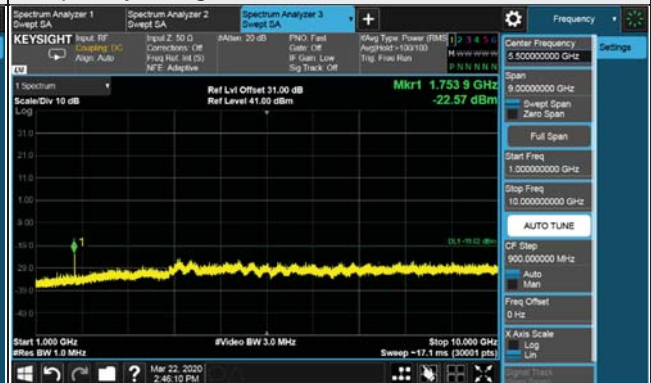 Spectrum Analyzer 1
Swept SA
Spectrum Analyzer 2
Swept SA
Spectrum Analyzer 3
Swept SA
+
Frequency
KEYSIGHT
Input: RF
Coupling: DC
Align: Auto
Input Z: 50 Ω
Corrections: Off
Freq Ref: Int (S)
NFE: Adaptive
#Atten: 20 dB
PNO: Fast
Gate: Off
IF Gain: Low
Sig Track: Off
#Avg Type: Power (RMS)
Avg|Hold:>100/100
Trig: Free Run
1 2 3 4 5 6
M W W W W W
P N N N N N
LXI
1 Spectrum
Scale/Div 10 dB
Log
Ref Lvl Offset 31.00 dB
Ref Level 41.00 dBm
Mkr1 1.753 9 GHz
-22.57 dBm
31.0
21.0
11.0
1.00
-9.00
-19.0
-29.0
-39.0
-49.0
1
Start 1.000 GHz
#Res BW 1.0 MHz
#Video BW 3.0 MHz
Stop 10.000 GHz
Sweep ~17.1 ms (30001 pts)
Mar 22, 2020
2:46:10 PM
?
Center Frequency
5.500000000 GHz
Settings
Span
9.00000000 GHz
Swept Span
Zero Span
Full Span
Start Freq
1.000000000 GHz
Stop Freq
10.000000000 GHz
AUTO TUNE
CF Step
900.000000 MHz
Auto
Man
Freq Offset
0 Hz
X Axis Scale
Log
Lin
Signal Track